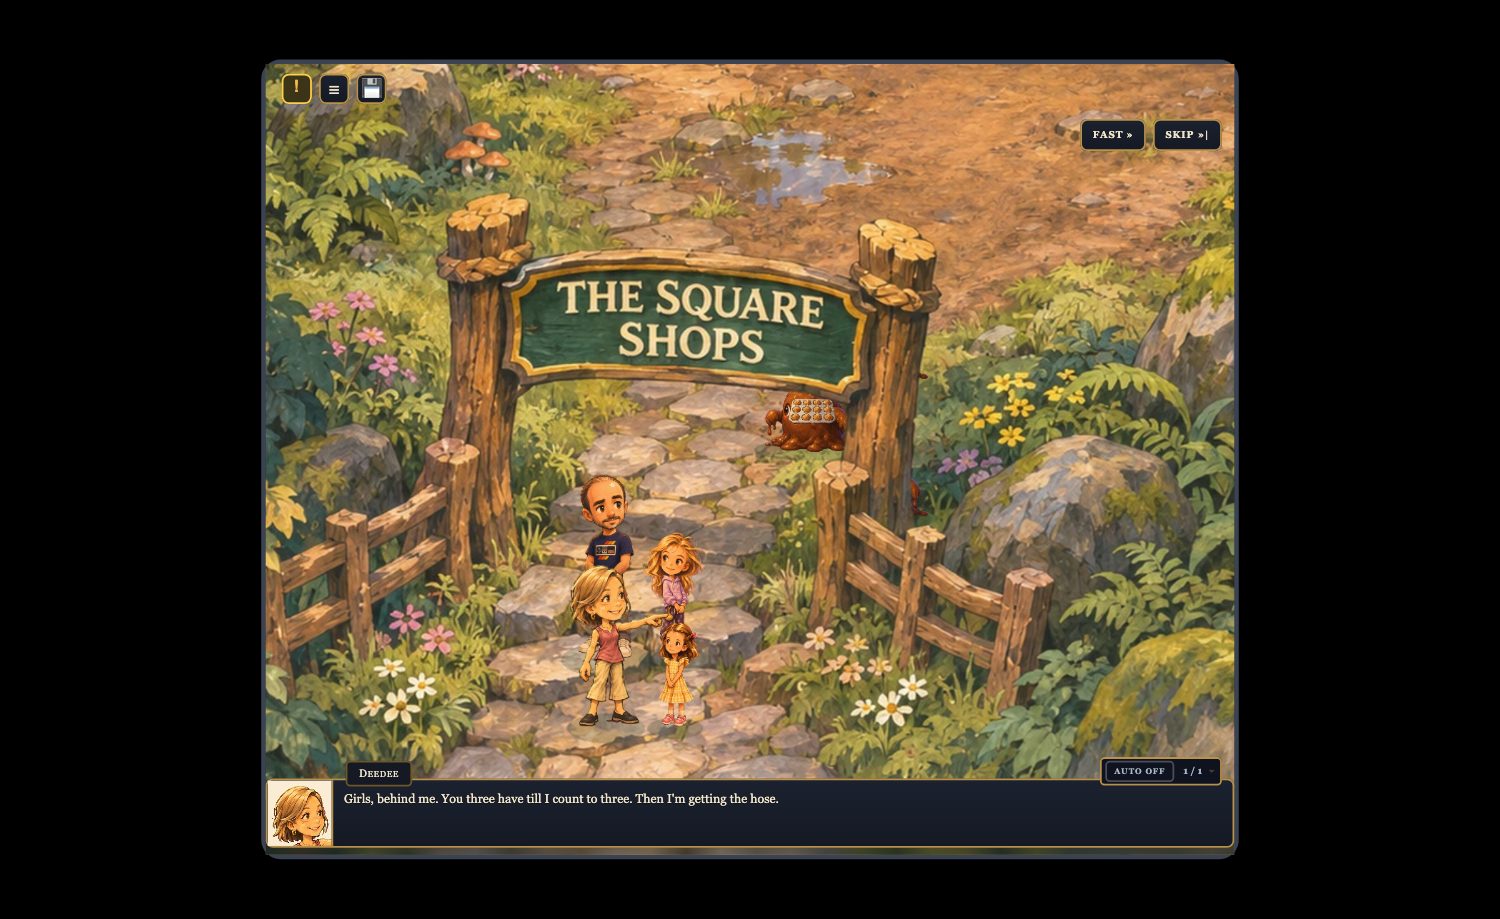 !
FAST »
SKIP »|
THE SQUARE
SHOPS
Deedee
AUTO OFF 1 / 1
Girls, behind me. You three have till I count to three. Then I'm getting the hose.